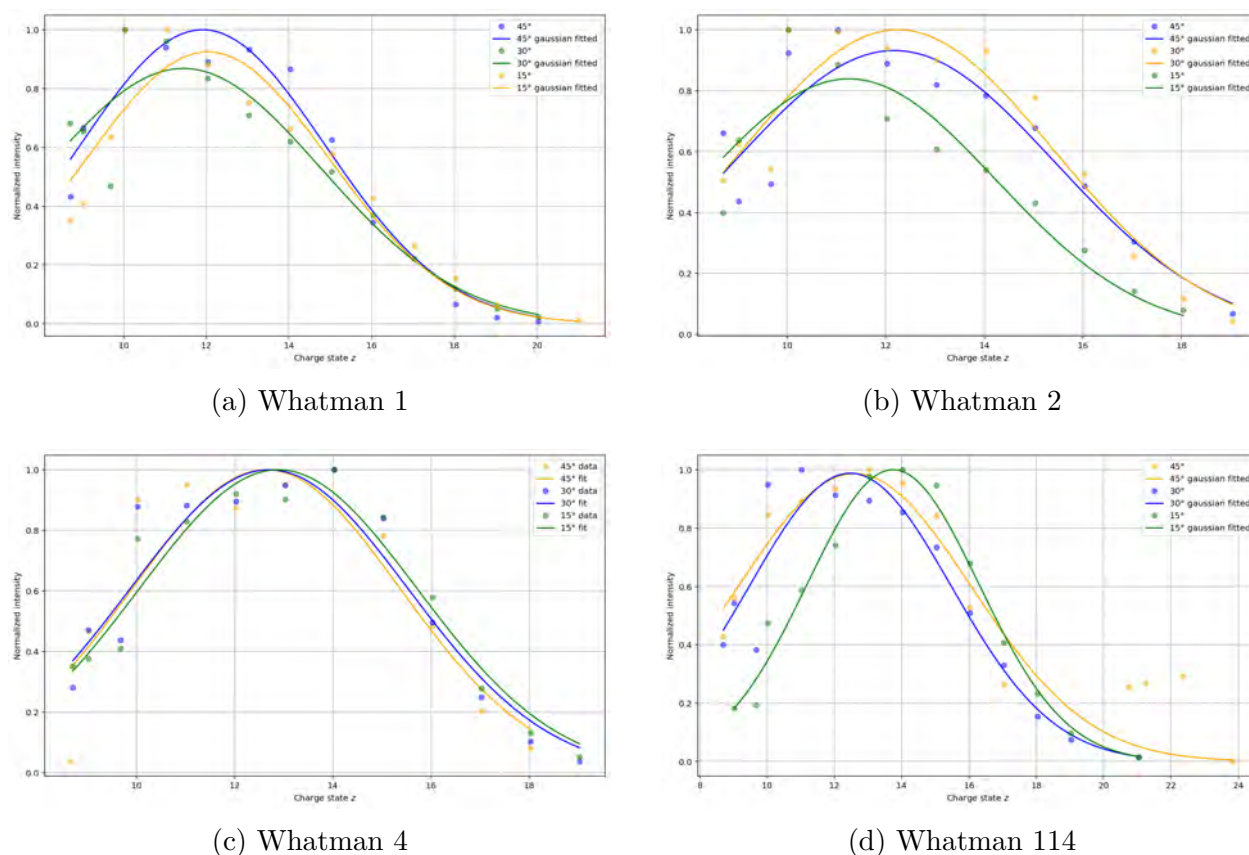 45°
45° gaussian fitted
30°
30° gaussian fitted
15°
15° gaussian fitted
1.0
0.8
0.6
0.4
0.2
0.0
Normalized intensity
10
12
14
16
18
20
Charge state z
(a) Whatman 1
45°
45° gaussian fitted
30°
30° gaussian fitted
15°
15° gaussian fitted
1.0
0.8
0.6
0.4
0.2
0.0
Normalized intensity
10
12
14
16
18
Charge state z
(b) Whatman 2
45° data
45° fit
30° data
30° fit
15° data
15° fit
1.0
0.8
0.6
0.4
0.2
0.0
Normalized intensity
10
12
14
16
18
Charge state z
(c) Whatman 4
45°
45° gaussian fitted
30°
30° gaussian fitted
15°
15° gaussian fitted
1.0
0.8
0.6
0.4
0.2
0.0
Normalized intensity
8
10
12
14
16
18
20
22
24
Charge state z
(d) Whatman 114